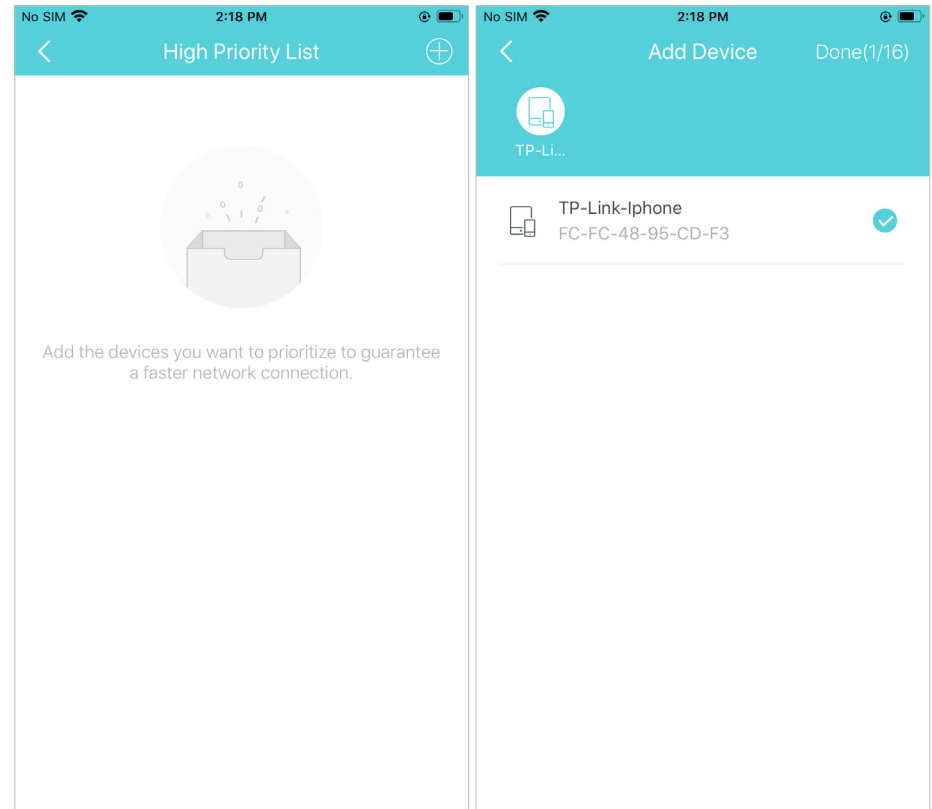 No SIM 2:18 PM
High Priority List
Add the devices you want to prioritize to guarantee
a faster network connection.
No SIM 2:18 PM
Add Device Done(1/16)
TP-Li...
TP-Link-Iphone
FC-FC-48-95-CD-F3